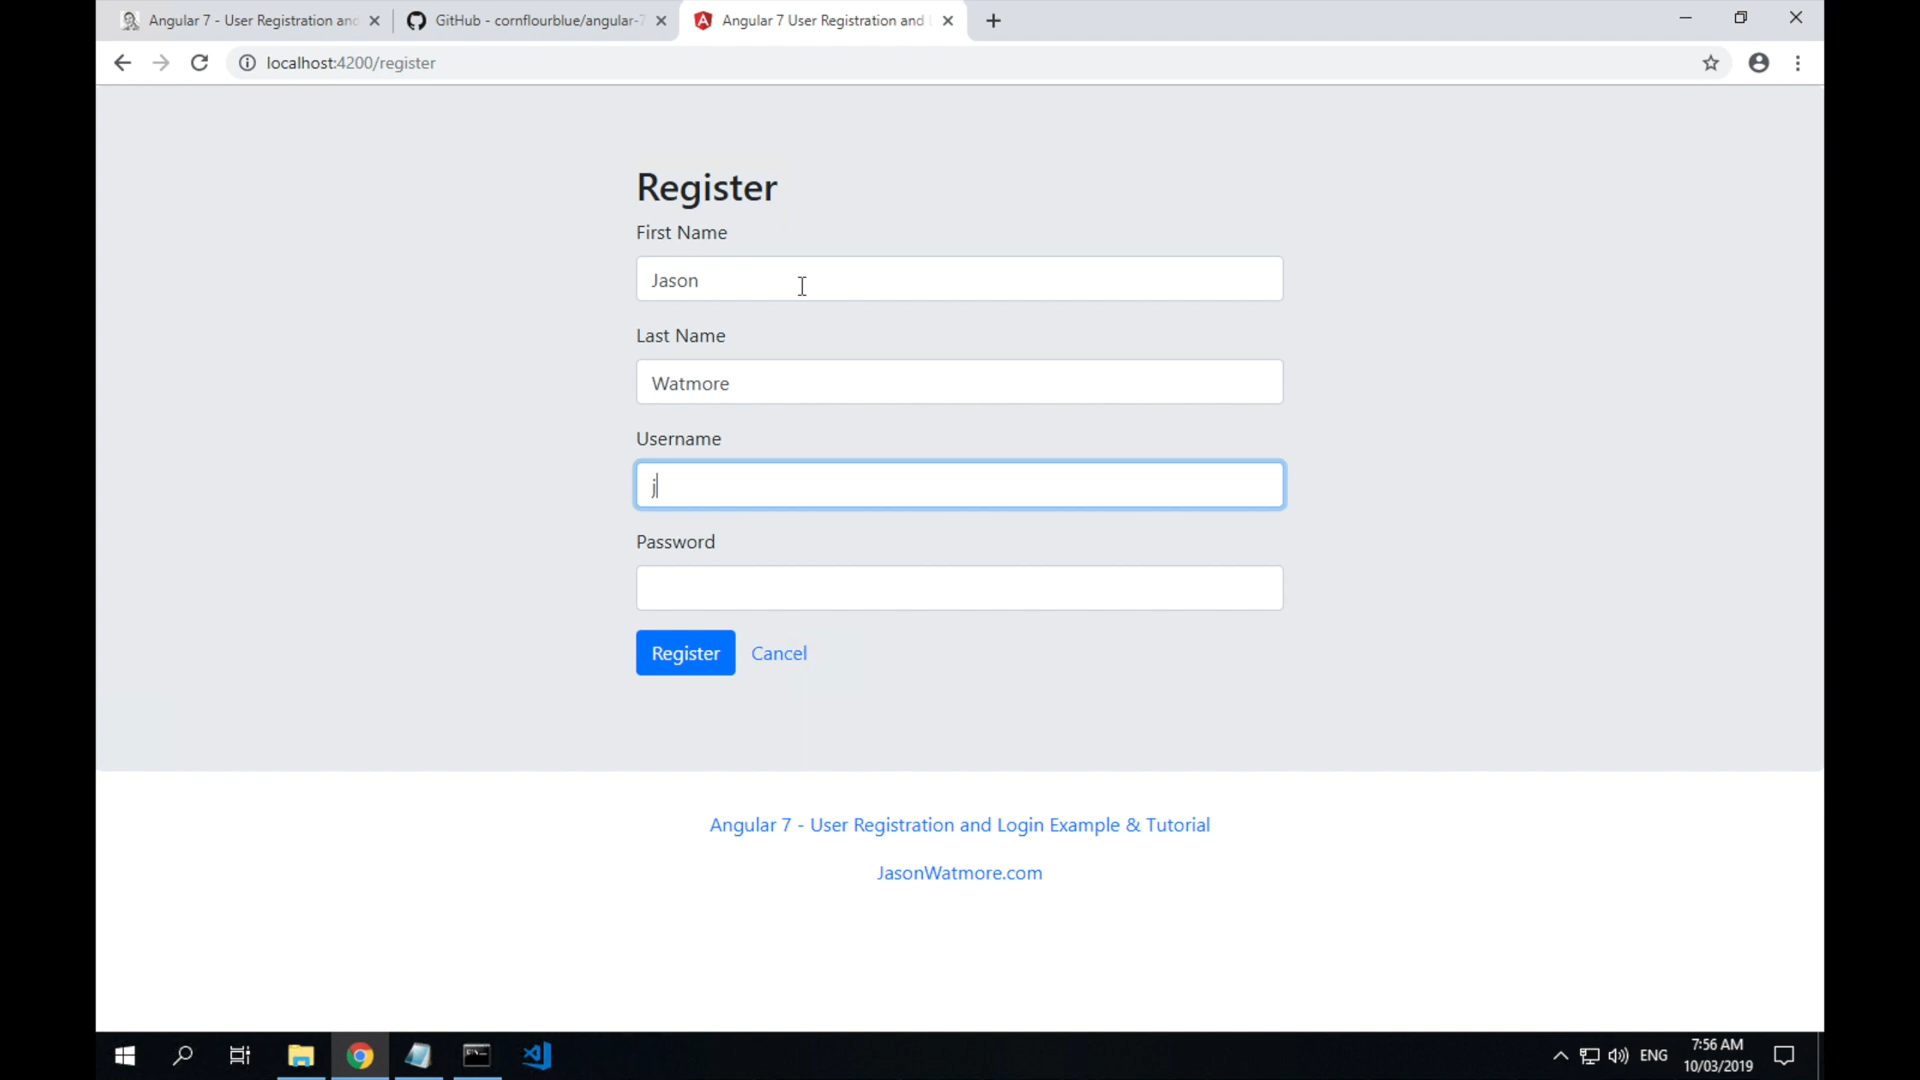 Angular 7 - User Registration and
GitHub - cornflourblue/angular-7
Angular 7 User Registration and
localhost:4200/register
Register
First Name
Jason
Last Name
Watmore
Username
j
Password
Register
Cancel
Angular 7 - User Registration and Login Example & Tutorial
JasonWatmore.com
ENG
7:56 AM
10/03/2019